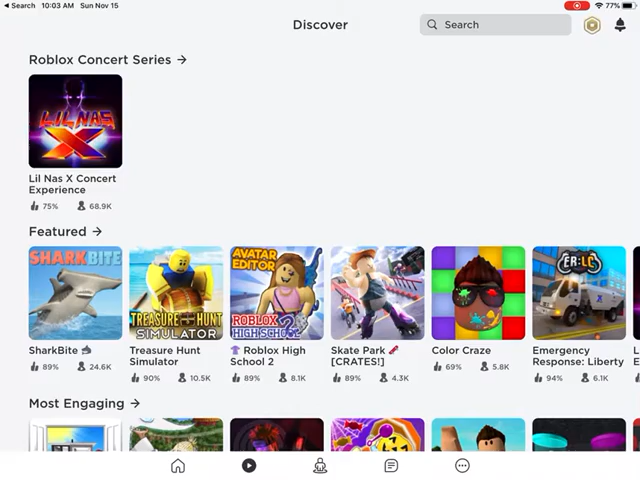 Search 10:03 AM Sun Nov 15 77%
Discover
Search
Roblox Concert Series →
LIL NAS
X
Lil Nas X Concert
Experience
75% 68.9K
Featured →
SHARKBITE
TREASURE HUNT
SIMULATOR
AVATAR
EDITOR
ROBLOX
HIGH SCHOOL
2
ER:LC
SharkBite
Treasure Hunt
Simulator
Roblox High
School 2
Skate Park
[CRATES!]
Color Craze
Emergency
Response: Liberty
89% 24.6K
90% 10.5K
89% 8.1K
89% 4.3K
69% 5.8K
94% 6.1K
Most Engaging →